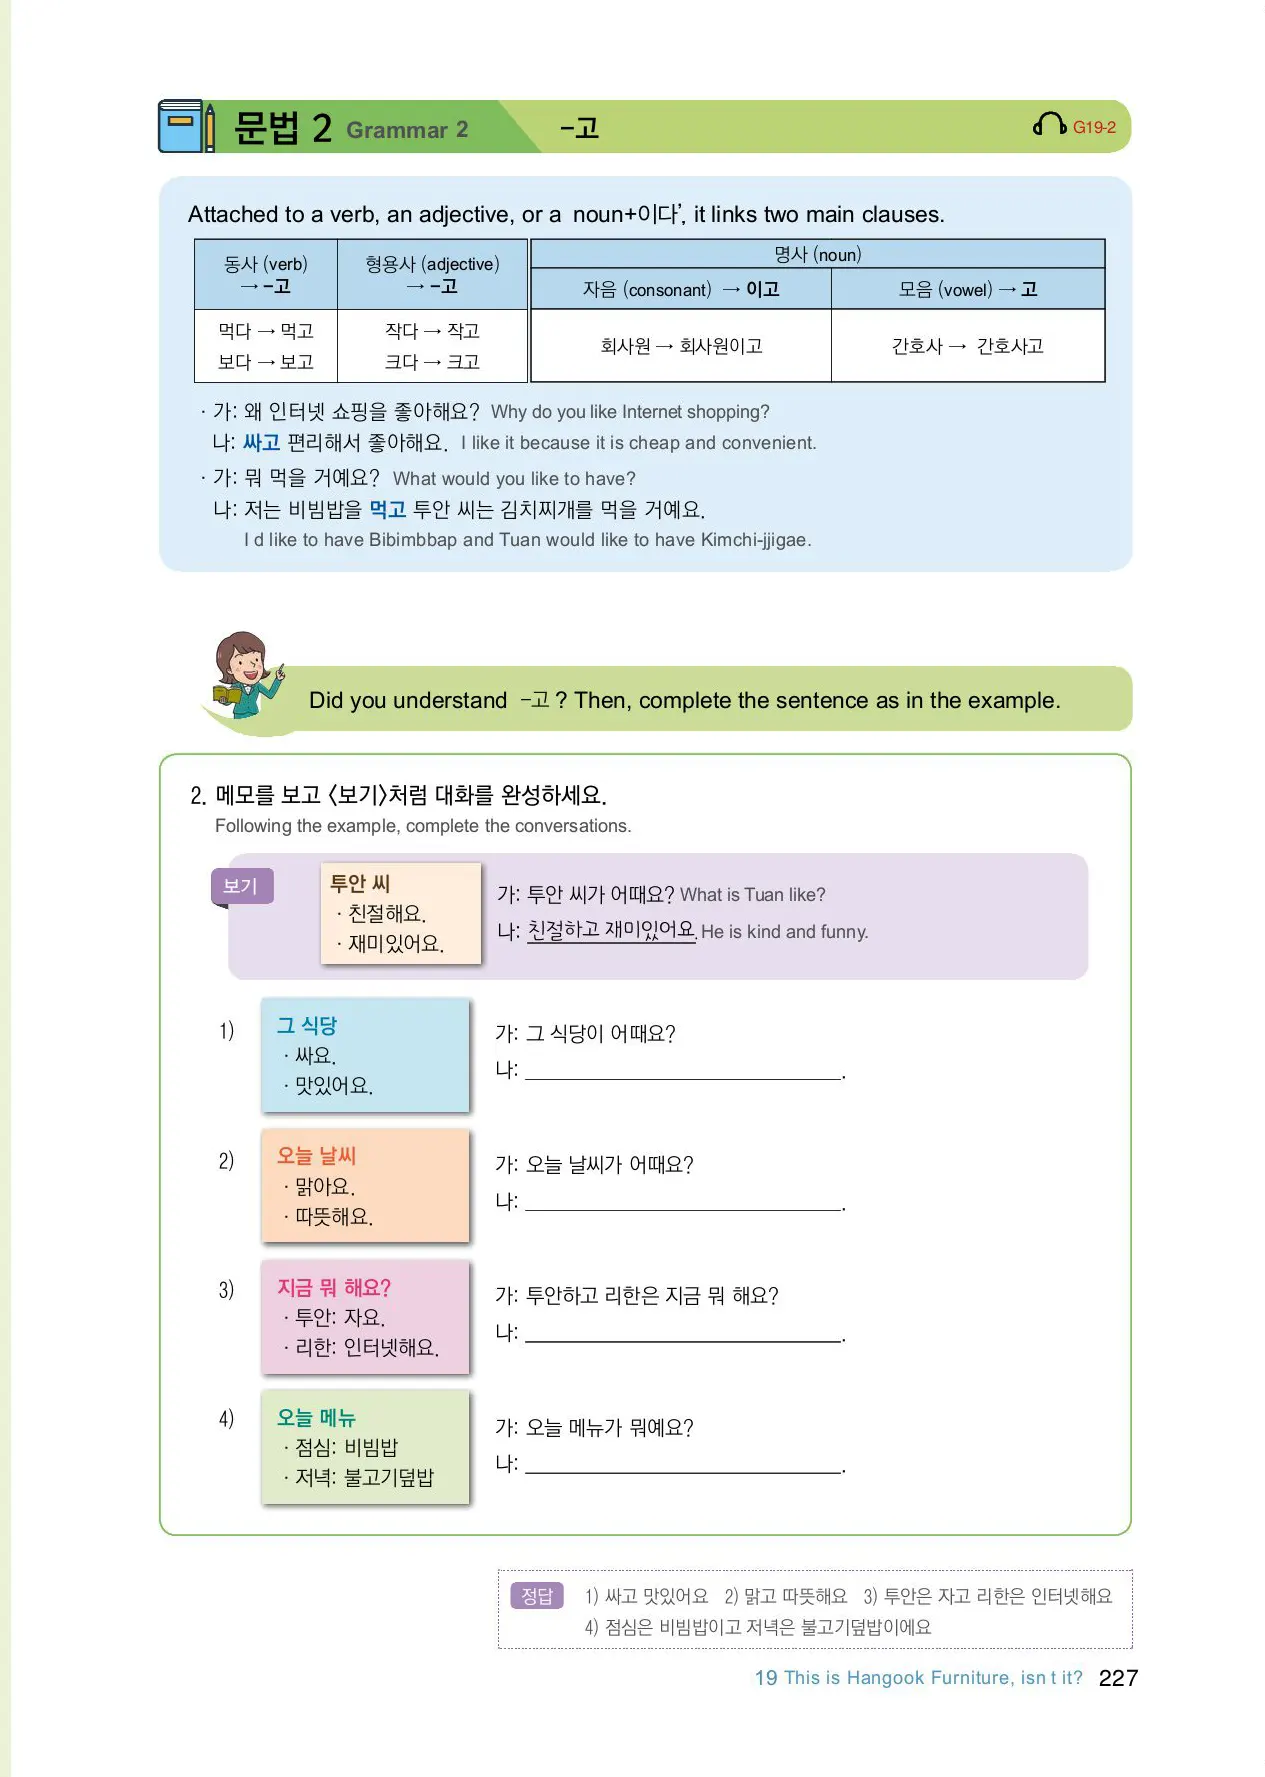 문법 2 Grammar 2 -고 G19-2
Attached to a verb, an adjective, or a noun+이다’, it links two main clauses.
동사 (verb) → -고 형용사 (adjective) → -고 명사 (noun)
자음 (consonant) → 이고 모음 (vowel) → 고
먹다 → 먹고 작다 → 작고 회사원 → 회사원이고 간호사 → 간호사고
보다 → 보고 크다 → 크고
· 가: 왜 인터넷 쇼핑을 좋아해요? Why do you like Internet shopping?
나: 싸고 편리해서 좋아해요. I like it because it is cheap and convenient.
· 가: 뭐 먹을 거예요? What would you like to have?
나: 저는 비빔밥을 먹고 투안 씨는 김치찌개를 먹을 거예요.
I d like to have Bibimbbap and Tuan would like to have Kimchi-jjigae.
Did you understand -고 ? Then, complete the sentence as in the example.
2. 메모를 보고 〈보기〉처럼 대화를 완성하세요.
Following the example, complete the conversations.
보기
투안 씨
· 친절해요.
· 재미있어요.
가: 투안 씨가 어때요? What is Tuan like?
나: 친절하고 재미있어요. He is kind and funny.
1)
그 식당
· 싸요.
· 맛있어요.
가: 그 식당이 어때요?
나: .
2)
오늘 날씨
· 맑아요.
· 따뜻해요.
가: 오늘 날씨가 어때요?
나: .
3)
지금 뭐 해요?
· 투안: 자요.
· 리한: 인터넷해요.
가: 투안하고 리한은 지금 뭐 해요?
나: .
4)
오늘 메뉴
· 점심: 비빔밥
· 저녁: 불고기덮밥
가: 오늘 메뉴가 뭐예요?
나: .
정답 1) 싸고 맛있어요 2) 맑고 따뜻해요 3) 투안은 자고 리한은 인터넷해요
4) 점심은 비빔밥이고 저녁은 불고기덮밥이에요
19 This is Hangook Furniture, isn t it? 227